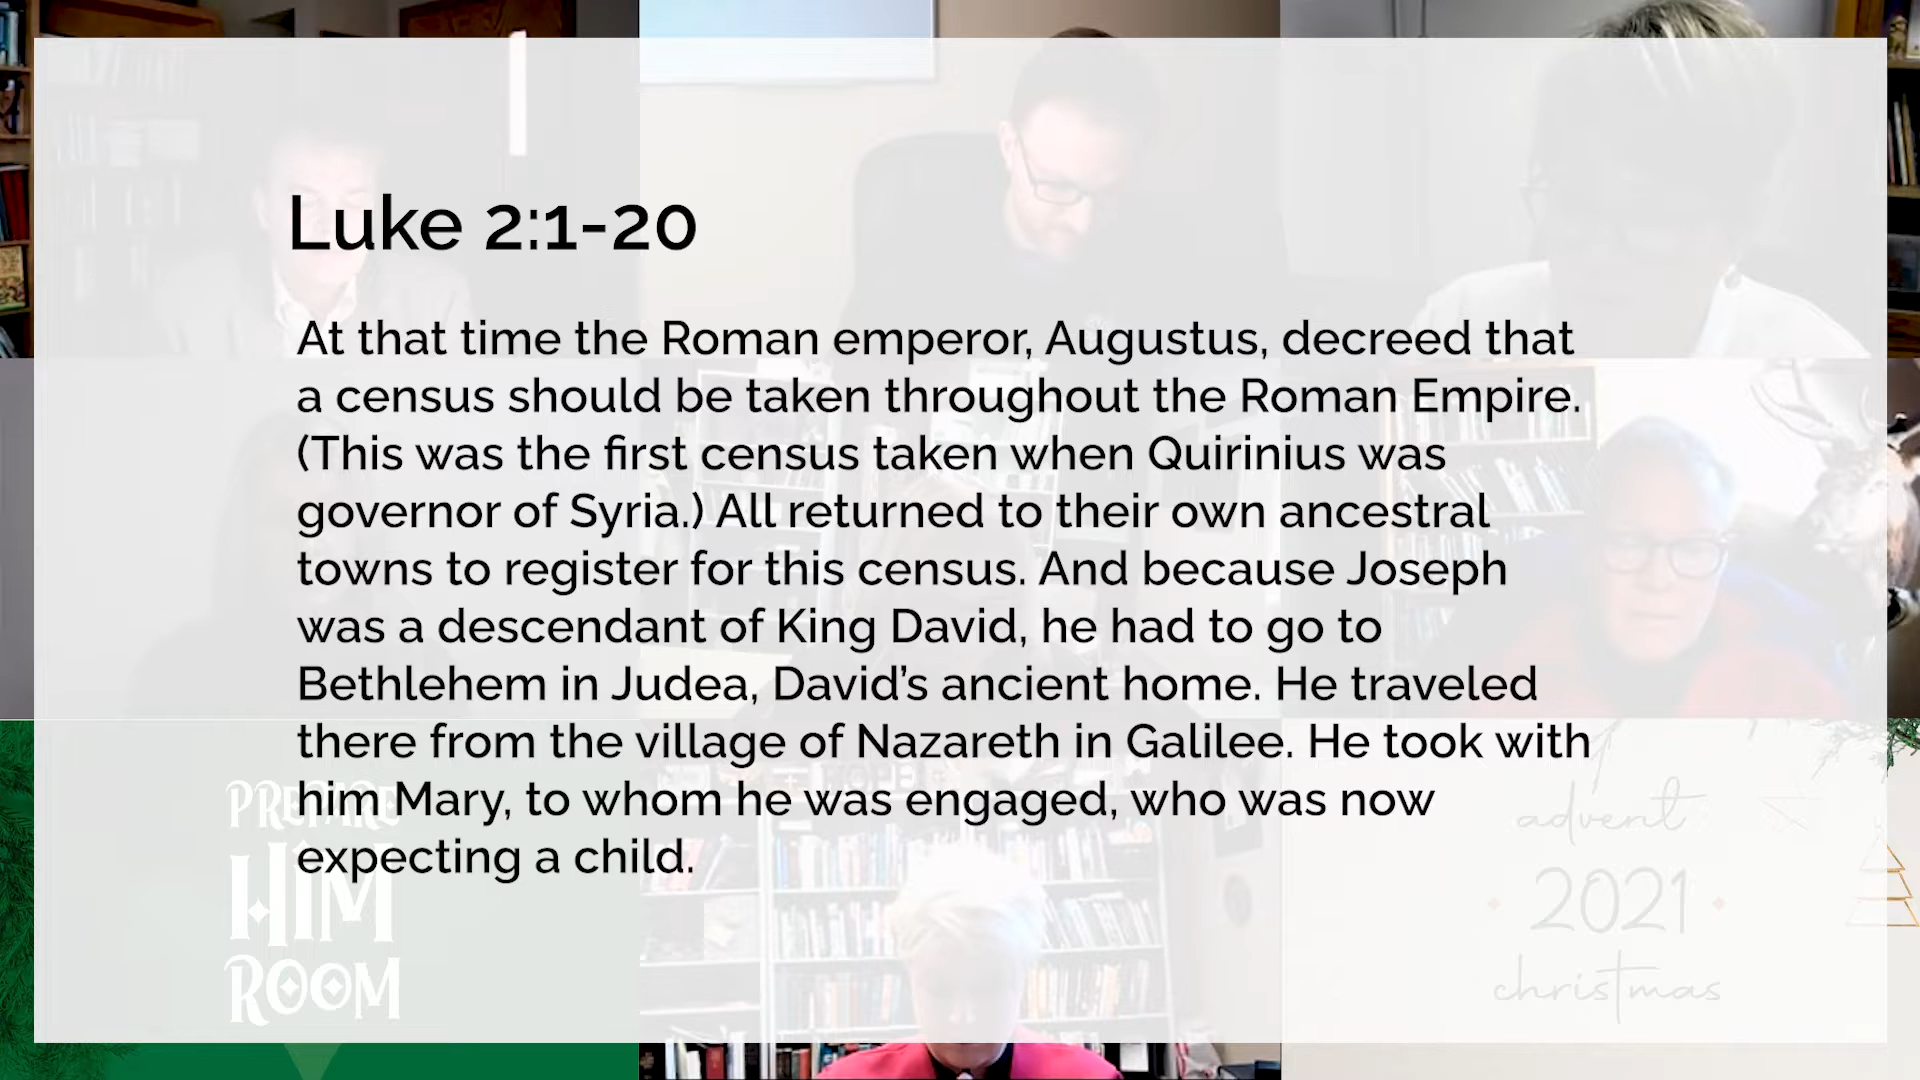 Luke 2:1-20
At that time the Roman emperor, Augustus, decreed that
a census should be taken throughout the Roman Empire.
(This was the first census taken when Quirinius was
governor of Syria.) All returned to their own ancestral
towns to register for this census. And because Joseph
was a descendant of King David, he had to go to
Bethlehem in Judea, David’s ancient home. He traveled
there from the village of Nazareth in Galilee. He took with
him Mary, to whom he was engaged, who was now
expecting a child.
PREPARE
HIM
ROOM
HOPE
advent
2021
christmas